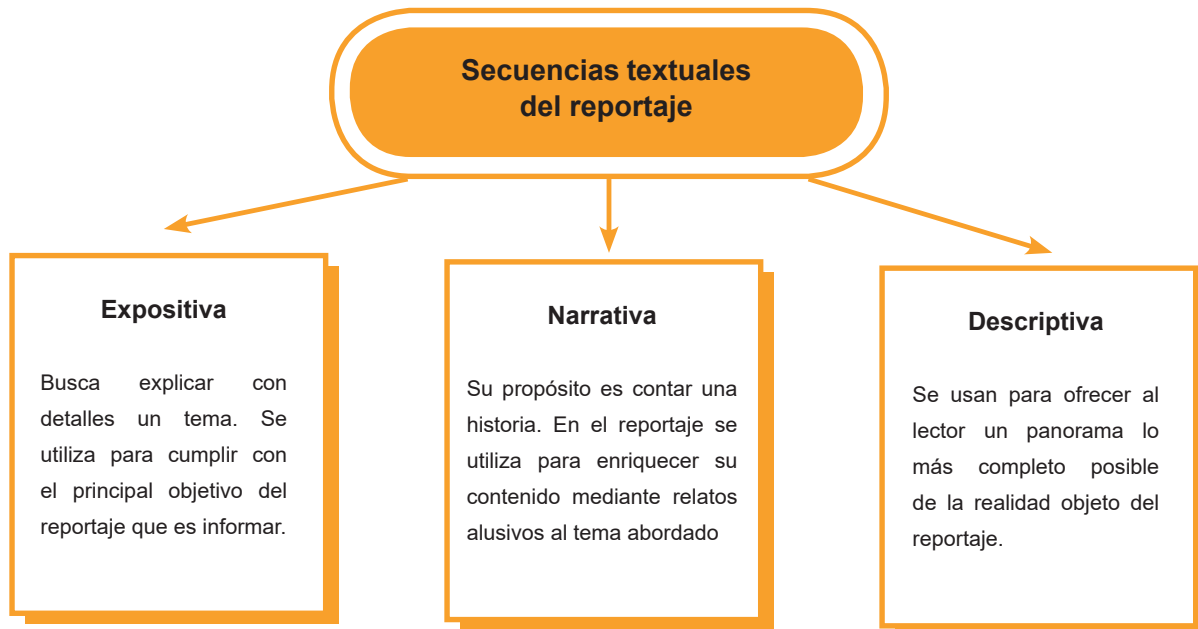 Secuencias textuales
del reportaje
Expositiva
Busca explicar con
detalles un tema. Se
utiliza para cumplir con
el principal objetivo del
reportaje que es informar.
Narrativa
Su propósito es contar una
historia. En el reportaje se
utiliza para enriquecer su
contenido mediante relatos
alusivos al tema abordado
Descriptiva
Se usan para ofrecer al
lector un panorama lo
más completo posible
de la realidad objeto del
reportaje.